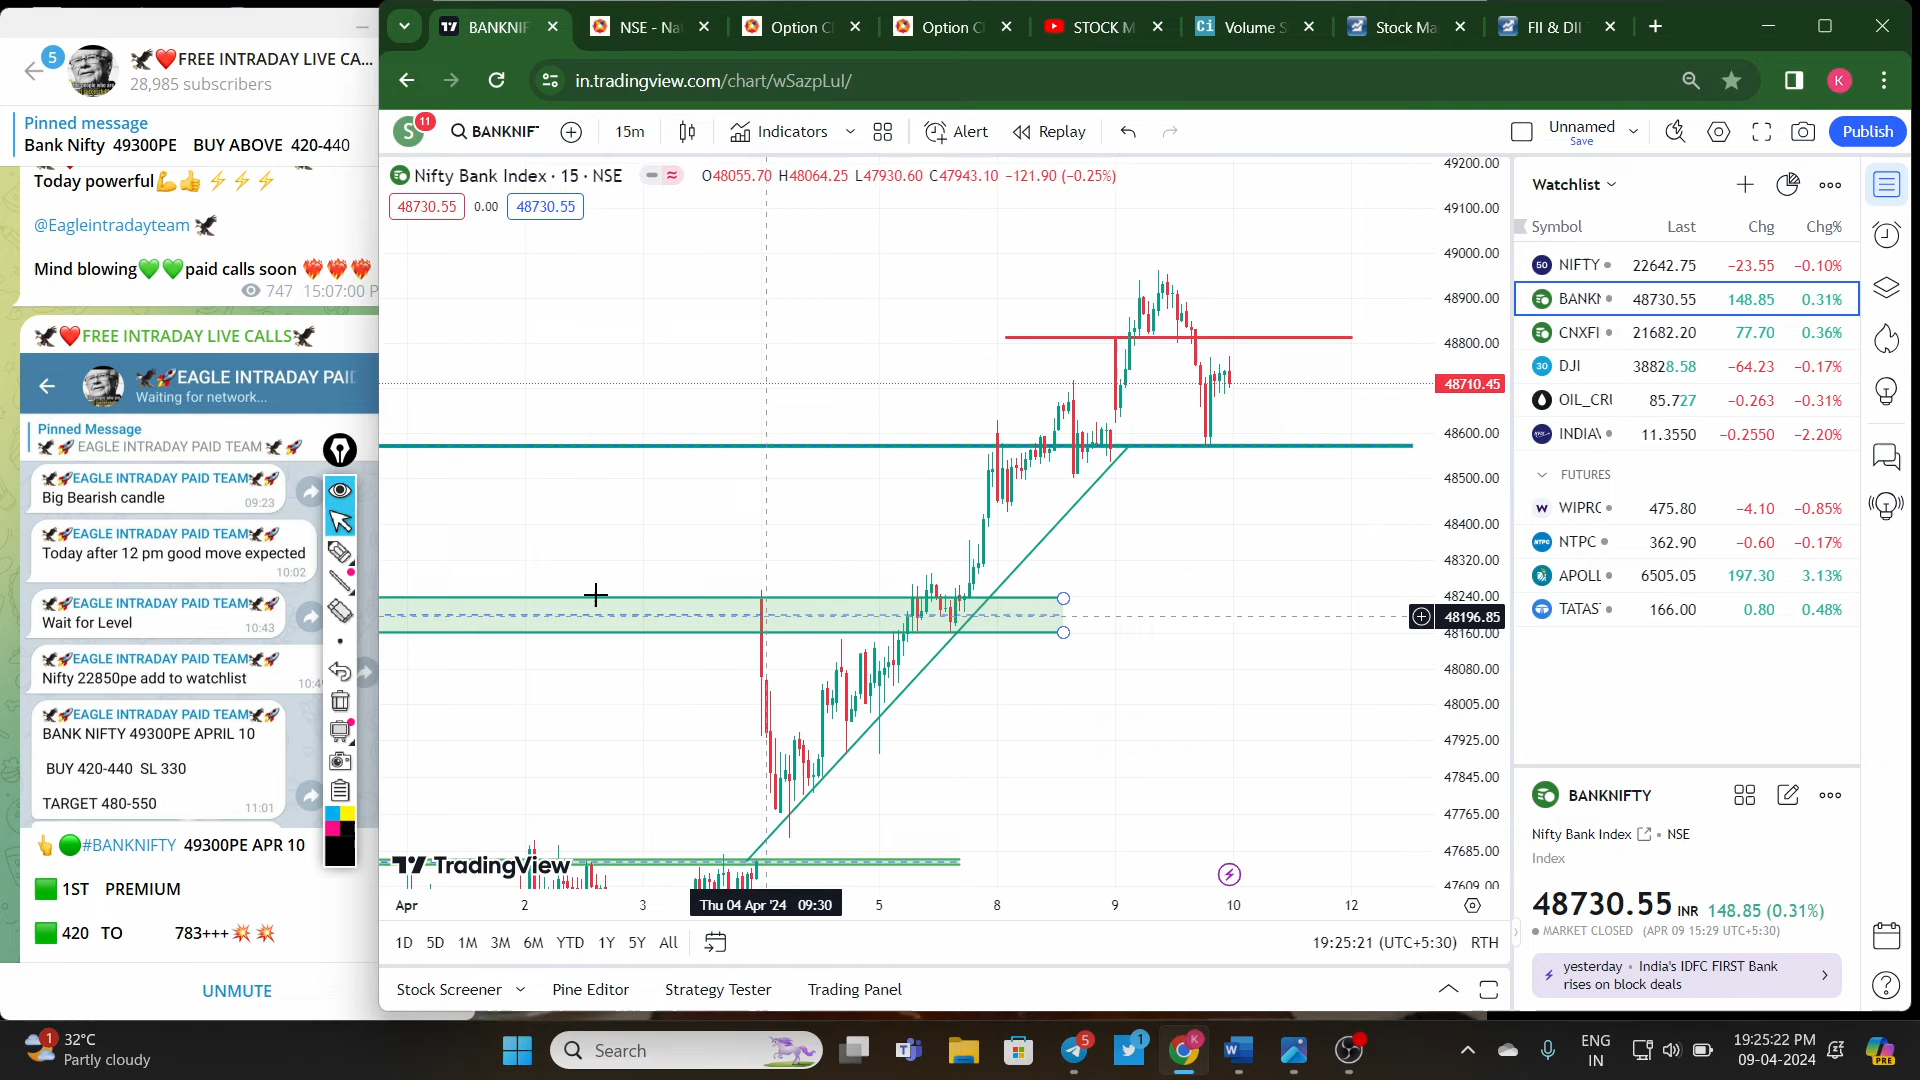 5
🦅❤️FREE INTRADAY LIVE CA...
28,985 subscribers
Pinned message
Bank Nifty 49300PE BUY ABOVE 420-440
Today powerful💪👍⚡⚡⚡
@Eagleintradayteam 🦅
Mind blowing💚💚paid calls soon ❤️‍🔥❤️‍🔥❤️‍🔥
747 15:07:00 P
🦅❤️FREE INTRADAY LIVE CALLS🦅
🦅🚀EAGLE INTRADAY PAI
Waiting for network...
Pinned Message
🦅🚀 EAGLE INTRADAY PAID TEAM 🦅🚀
🦅🚀EAGLE INTRADAY PAID TEAM🦅🚀
Big Bearish candle
09:23
🦅🚀EAGLE INTRADAY PAID TEAM🦅🚀
Today after 12 pm good move expected
10:02
🦅🚀EAGLE INTRADAY PAID TEAM🦅🚀
Wait for Level
10:43
🦅🚀EAGLE INTRADAY PAID TEAM🦅🚀
Nifty 22850pe add to watchlist
🦅🚀EAGLE INTRADAY PAID TEAM🦅🚀
BANK NIFTY 49300PE APRIL 10
BUY 420-440 SL 330
TARGET 480-550
11:01
👆🟢#BANKNIFTY 49300PE APR 10
🟩 1ST PREMIUM
🟩 420 TO 783+++💥💥
UNMUTE
BANKNIF
NSE - Na
Option C
Option C
STOCK M
Ci Volume S
Stock Ma
FII & DII
in.tradingview.com/chart/wSazpLuI/
K
S 11 BANKNIF 15m Indicators Alert Replay
Unnamed
Save
Publish
Nifty Bank Index · 15 · NSE
O48055.70 H48064.25 L47930.60 C47943.10 −121.90 (−0.25%)
48730.55 0.00 48730.55
49200.00
49100.00
49000.00
48900.00
48800.00
48710.45
48600.00
48500.00
48400.00
48320.00
48240.00
48196.85
48160.00
48080.00
48005.00
47925.00
47845.00
47765.00
47685.00
47609.00
TradingView
Apr 2 3 Thu 04 Apr '24 09:30 5 8 9 10 12
1D 5D 1M 3M 6M YTD 1Y 5Y All
19:25:21 (UTC+5:30) RTH
Stock Screener Pine Editor Strategy Tester Trading Panel
Watchlist
Symbol Last Chg Chg%
50 NIFTY 22642.75 −23.55 −0.10%
BANKN 48730.55 148.85 0.31%
CNXFI 21682.20 77.70 0.36%
30 DJI 38828.58 −64.23 −0.17%
OIL_CRU 85.727 −0.263 −0.31%
INDIAV 11.3550 −0.2550 −2.20%
FUTURES
W WIPRO 475.80 −4.10 −0.85%
NTPC 362.90 −0.60 −0.17%
APOLL 6505.05 197.30 3.13%
TATAS 166.00 0.80 0.48%
BANKNIFTY
Nifty Bank Index • NSE
Index
48730.55 INR 148.85 (0.31%)
MARKET CLOSED (APR 09 15:29 UTC+5:30)
yesterday • India's IDFC FIRST Bank
rises on block deals
1
32°C
Partly cloudy
Search
5
1
K
ENG
IN
19:25:22 PM
09-04-2024
PRE